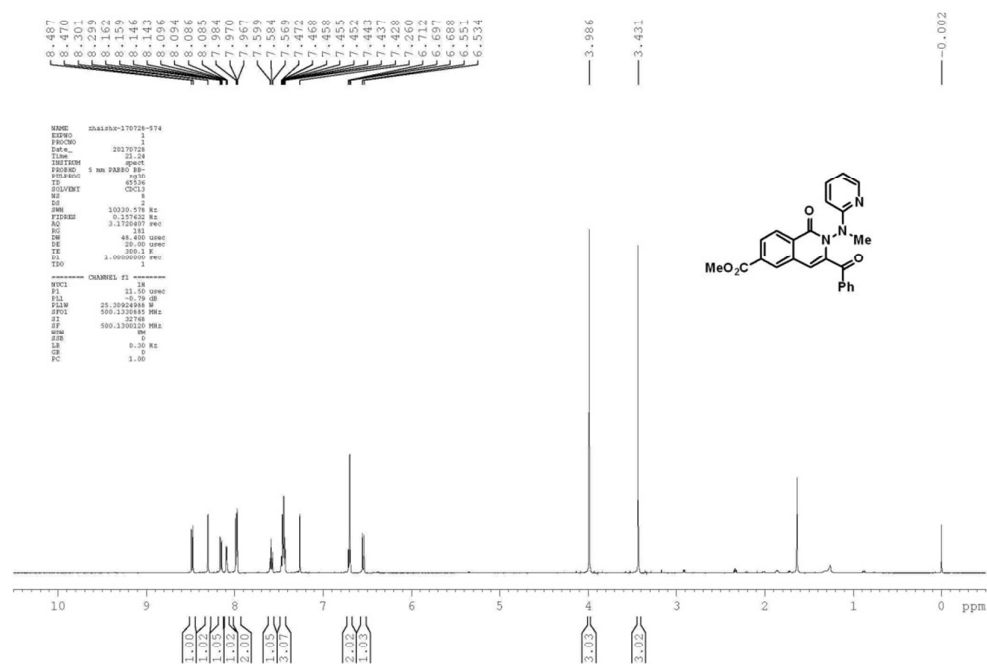 8.487
8.470
8.301
8.299
8.162
8.159
8.146
8.143
8.096
8.094
8.086
8.085
7.984
7.970
7.967
7.599
7.584
7.569
7.472
7.468
7.458
7.455
7.452
7.443
7.437
7.428
7.260
6.712
6.697
6.688
6.551
6.534
3.986
3.431
-0.002
NAME zhaishx-170728-574
EXPNO 1
PROCNO 1
Date_ 20170728
Time 21.24
INSTRUM spect
PROBHD 5 mm PABBO BB-
PULPROG zg30
TD 65536
SOLVENT CDCl3
NS 8
DS 2
SWH 10330.578 Hz
FIDRES 0.157632 Hz
AQ 3.1720407 sec
RG 181
DW 48.400 usec
DE 20.00 usec
TE 300.1 K
D1 1.00000000 sec
TD0 1
======== CHANNEL f1 ========
NUC1 1H
P1 11.50 usec
PL1 -0.79 dB
PL1W 25.30924988 W
SFO1 500.1330885 MHz
SI 32768
SF 500.1300120 MHz
WDW EM
SSB 0
LB 0.30 Hz
GB 0
PC 1.00
N
O
N N
Me
O
MeO2C
Ph
10 9 8 7 6 5 4 3 2 1 0 ppm
1.00
1.02
1.05
1.02
2.00
1.05
3.07
2.02
1.03
3.03
3.02